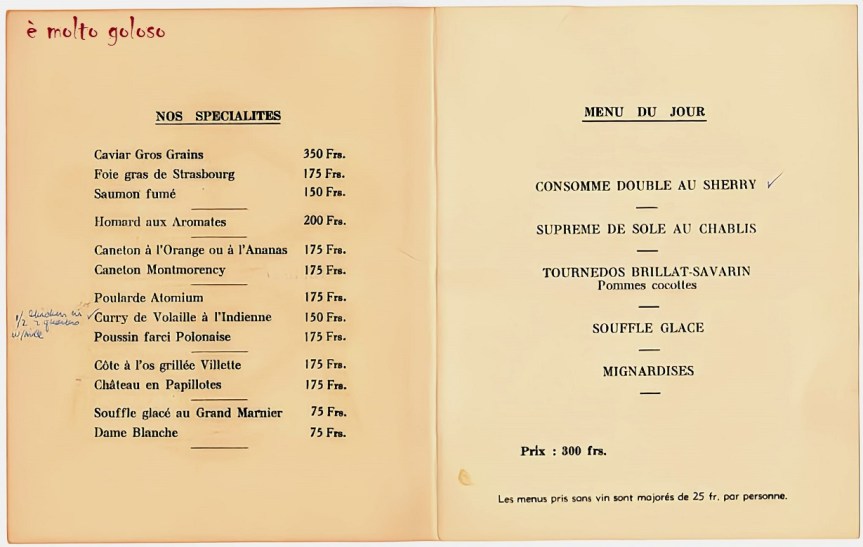 è molto goloso
NOS SPECIALITES
Caviar Gros Grains 350 Frs.
Foie gras de Strasbourg 175 Frs.
Saumon fumé 150 Frs.
Homard aux Aromates 200 Frs.
Caneton à l'Orange ou à l'Ananas 175 Frs.
Caneton Montmorency 175 Frs.
Poularde Atomium 175 Frs.
Curry de Volaille à l'Indienne 150 Frs.
Poussin farci Polonaise 175 Frs.
Côte à l'os grillée Villette 175 Frs.
Château en Papillotes 175 Frs.
Souffle glacé au Grand Marnier 75 Frs.
Dame Blanche 75 Frs.
1/2
MENU DU JOUR
CONSOMME DOUBLE AU SHERRY
SUPREME DE SOLE AU CHABLIS
TOURNEDOS BRILLAT-SAVARIN
Pommes cocottes
SOUFFLE GLACE
MIGNARDISES
Prix : 300 frs.
Les menus pris sans vin sont majorés de 25 fr. par personne.